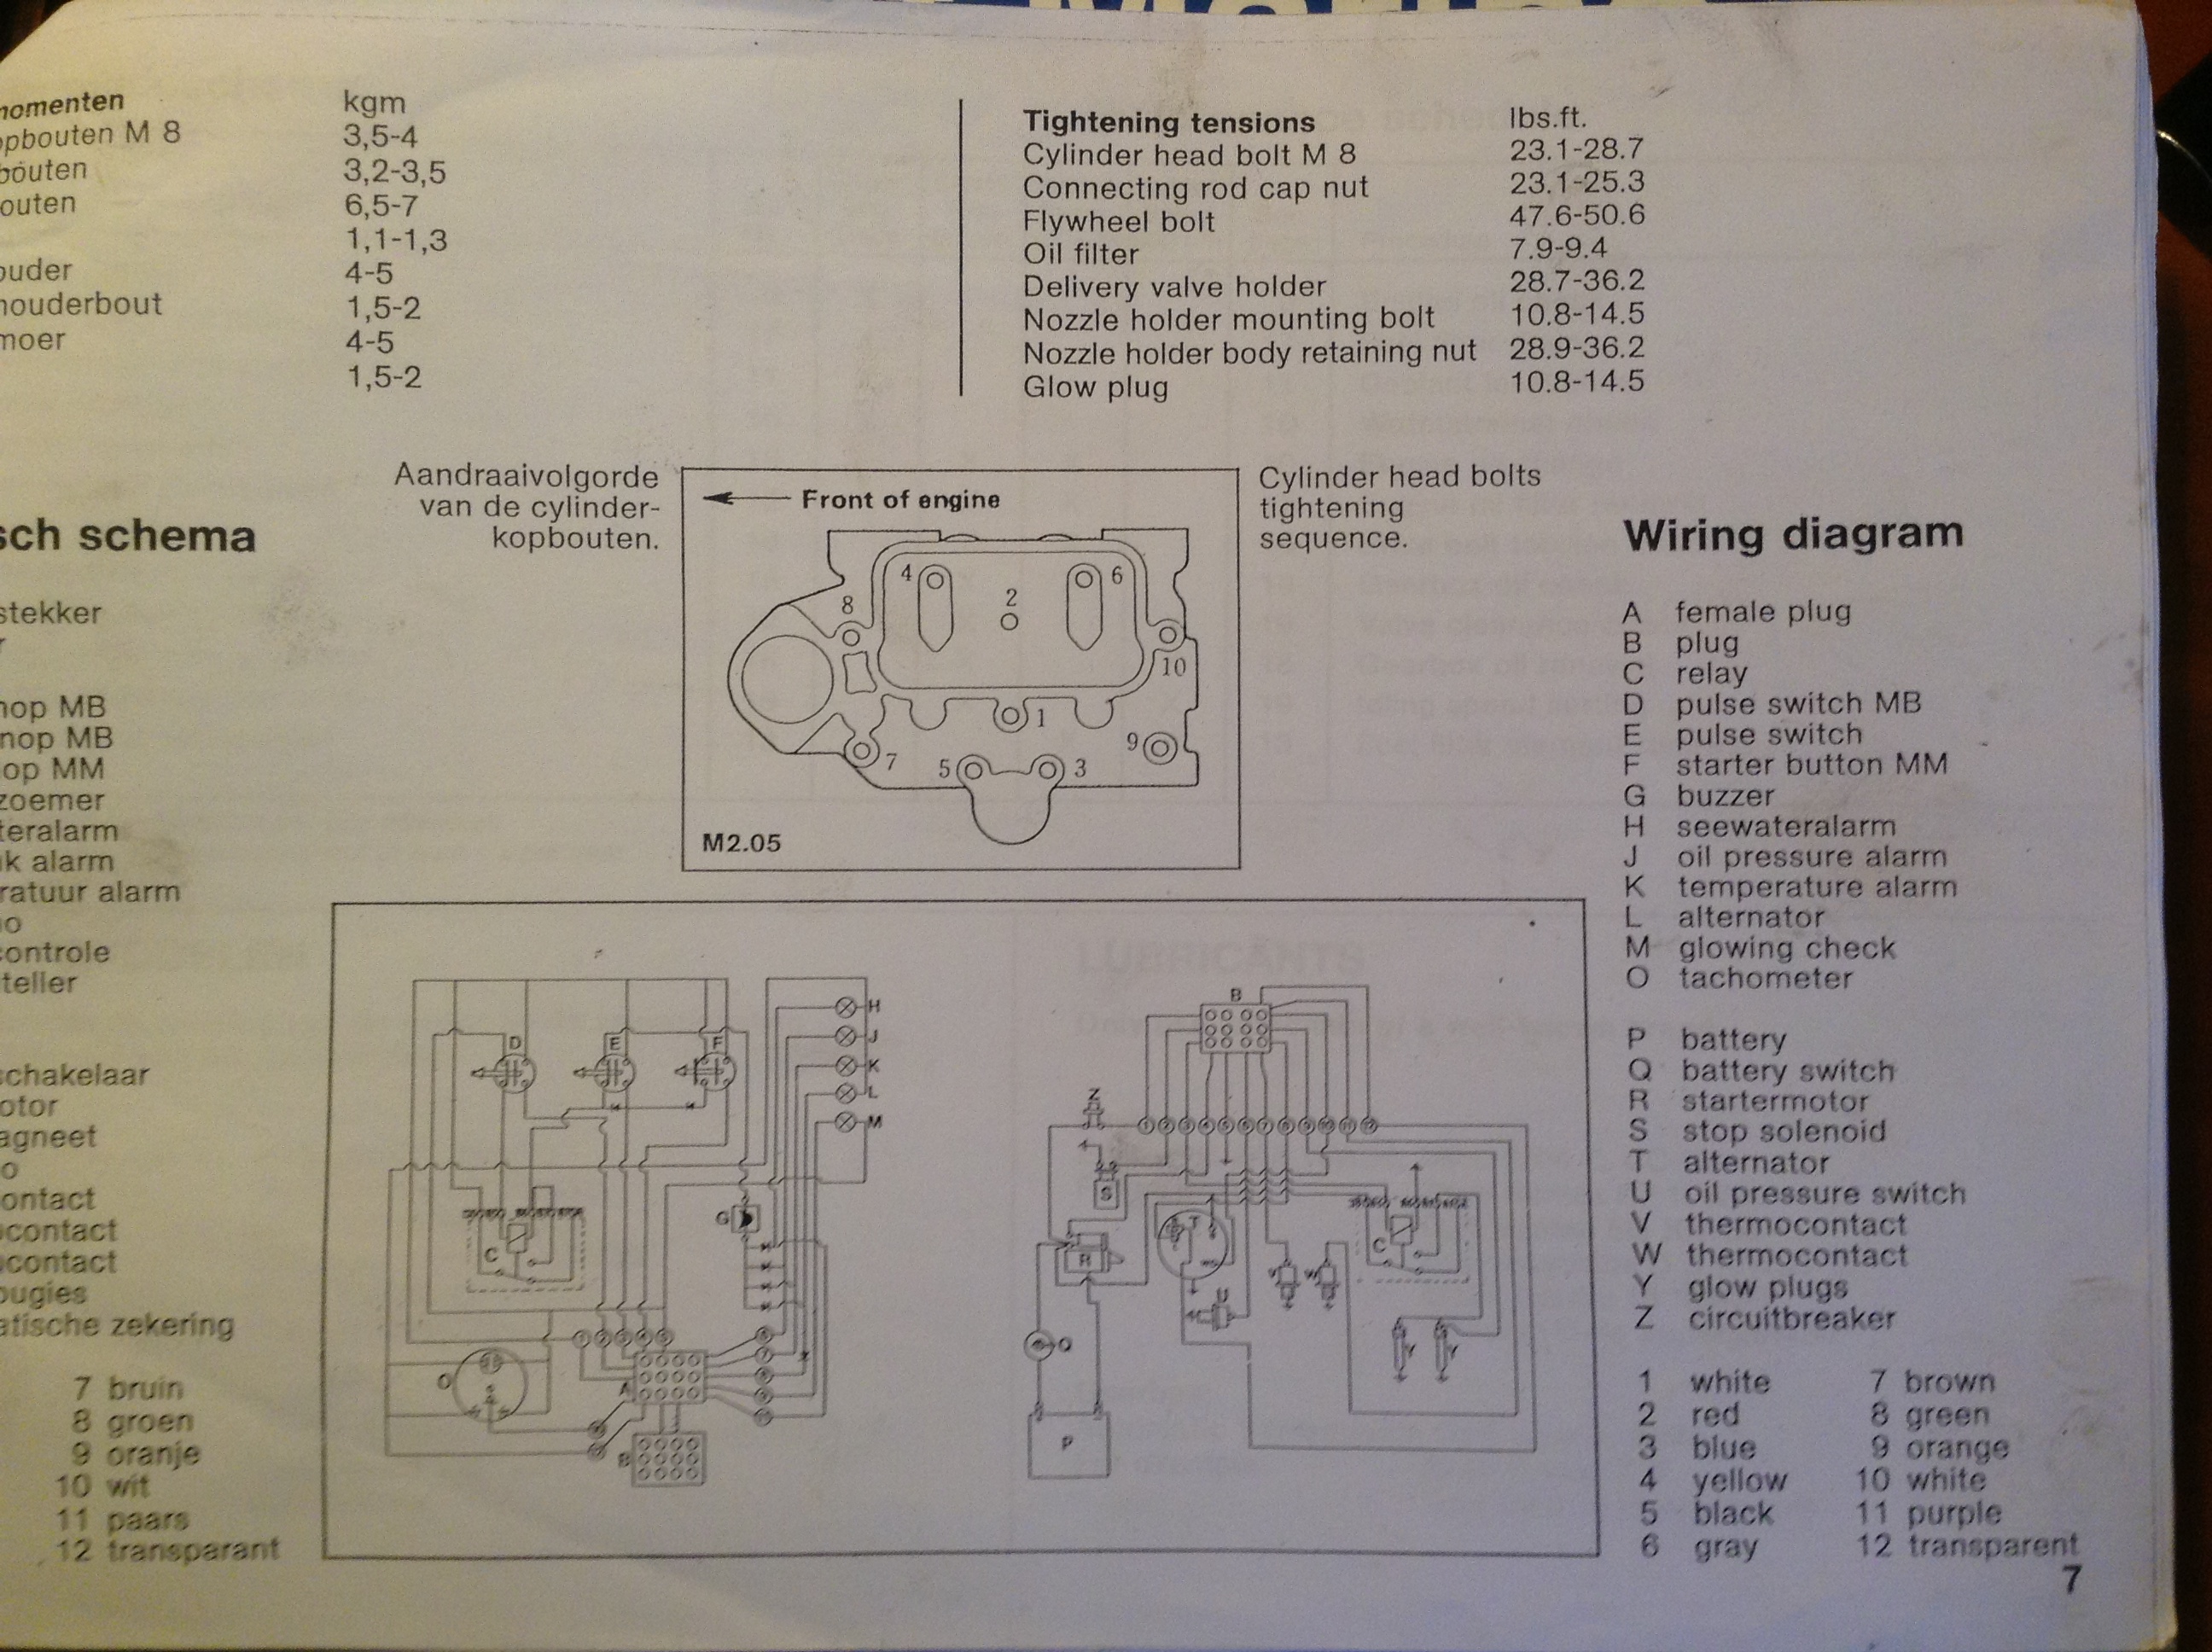 momenten
kgm
pbouten M 8
3,5-4
bouten
3,2-3,5
outen
6,5-7
1,1-1,3
ouder
4-5
houderbout
1,5-2
4-5
moer
1,5-2
Tightening tensions
lbs.ft.
Cylinder head bolt M 8
23.1-28.7
Connecting rod cap nut
23.1-25.3
Flywheel bolt
47.6-50.6
Oil filter
7.9-9.4
Delivery valve holder
28.7-36.2
Nozzle holder mounting bolt
10.8-14.5
Nozzle holder body retaining nut
28.9-36.2
Glow plug
10.8-14.5
Aandraaivolgorde
van de cylinder-
kopbouten.
Front of engine
8
4
2
6
10
7
5
1
3
9
M2.05
Cylinder head bolts
tightening
sequence.
sch schema
stekker
nop MB
nop MB
op MM
zoemer
teralarm
k alarm
ratuur alarm
o
controle
teller
schakelaar
otor
agneet
o
contact
contact
contact
ougies
atische zekering
7 bruin
8 groen
9 oranje
10 wit
11 paars
12 transparant
D
E
F
C
O
G
A
B
H
J
K
L
M
B
Z
S
R
Q
P
T
U
V
W
C
Y
Y
Wiring diagram
A female plug
B plug
C relay
D pulse switch MB
E pulse switch
F starter button MM
G buzzer
H seewateralarm
J oil pressure alarm
K temperature alarm
L alternator
M glowing check
O tachometer
P battery
Q battery switch
R startermotor
S stop solenoid
T alternator
U oil pressure switch
V thermocontact
W thermocontact
Y glow plugs
Z circuitbreaker
1 white
7 brown
2 red
8 green
3 blue
9 orange
4 yellow
10 white
5 black
11 purple
6 gray
12 transparent
7